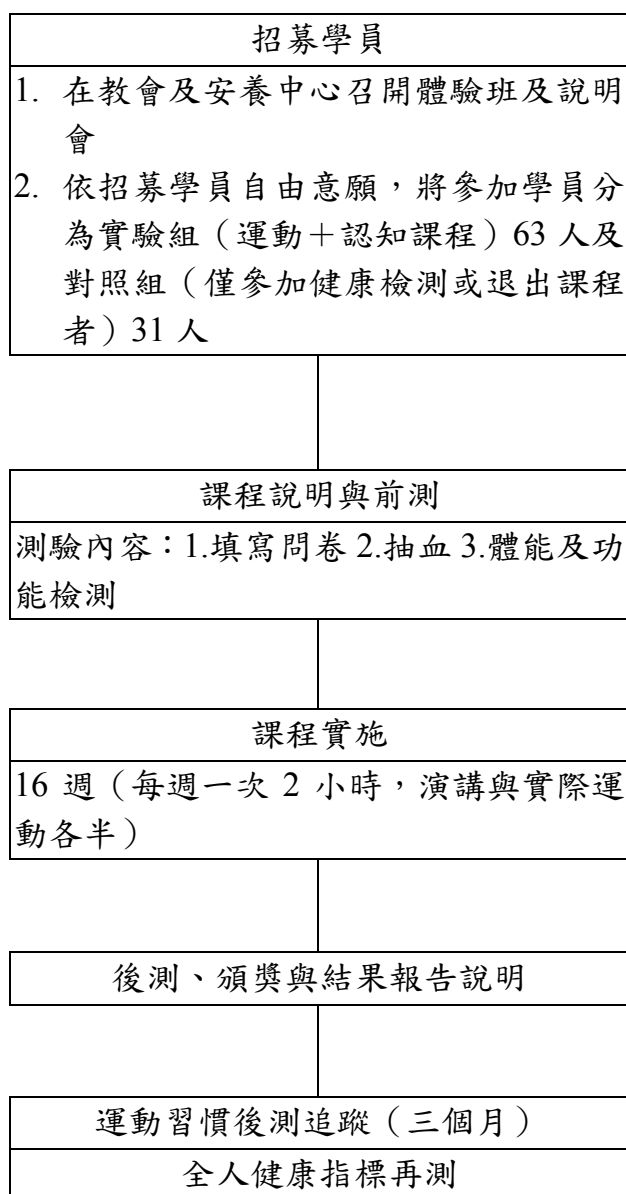 招募學員
1. 在教會及安養中心召開體驗班及說明
會
2. 依招募學員自由意願，將參加學員分
為實驗組（運動＋認知課程）63 人及
對照組（僅參加健康檢測或退出課程
者）31 人
課程說明與前測
測驗內容：1.填寫問卷 2.抽血 3.體能及功
能檢測
課程實施
16 週（每週一次 2 小時，演講與實際運
動各半）
後測、頒獎與結果報告說明
運動習慣後測追蹤（三個月）
全人健康指標再測